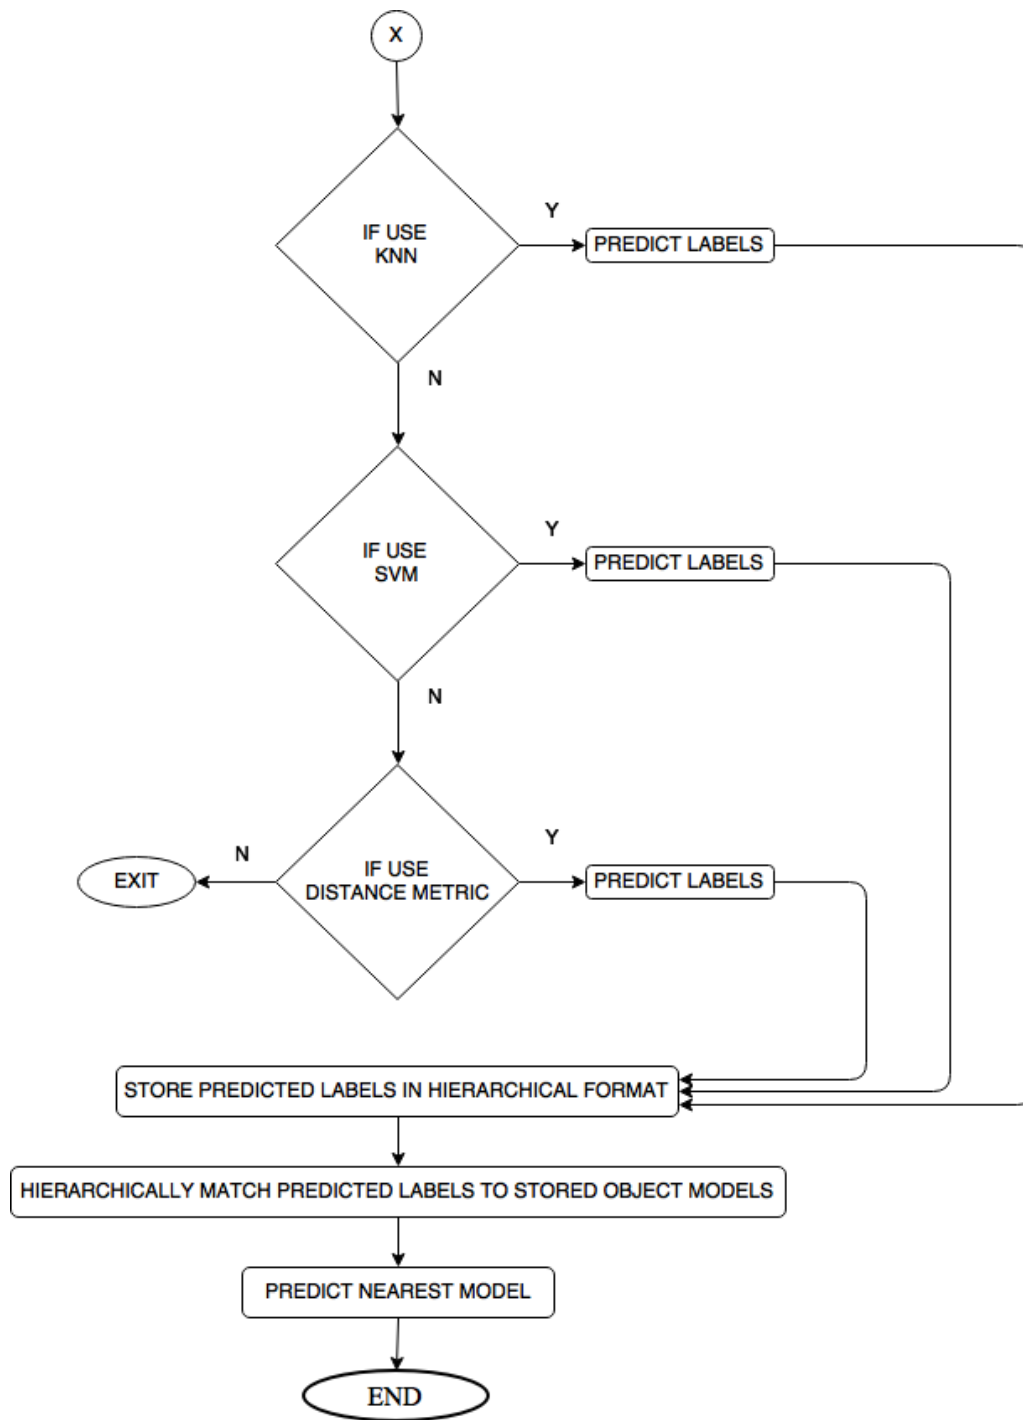 X
IF USE
KNN
Y
PREDICT LABELS
N
IF USE
SVM
Y
PREDICT LABELS
N
IF USE
DISTANCE METRIC
N
EXIT
Y
PREDICT LABELS
STORE PREDICTED LABELS IN HIERARCHICAL FORMAT
HIERARCHICALLY MATCH PREDICTED LABELS TO STORED OBJECT MODELS
PREDICT NEAREST MODEL
END